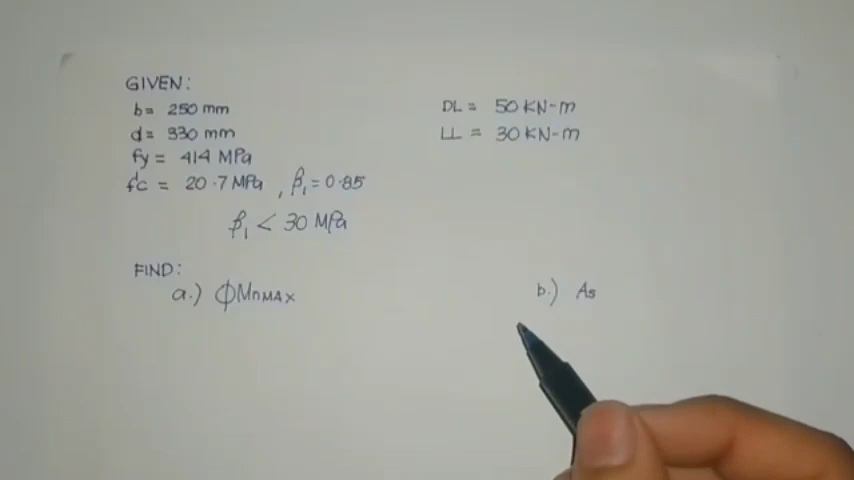 GIVEN:
b = 250 mm
d = 330 mm
fy = 414 MPa
f'c = 20.7 MPa , β₁ = 0.85
β₁ < 30 MPa
DL = 50 KN-m
LL = 30 KN-m
FIND:
a.) ϕMnMAX
b.) As